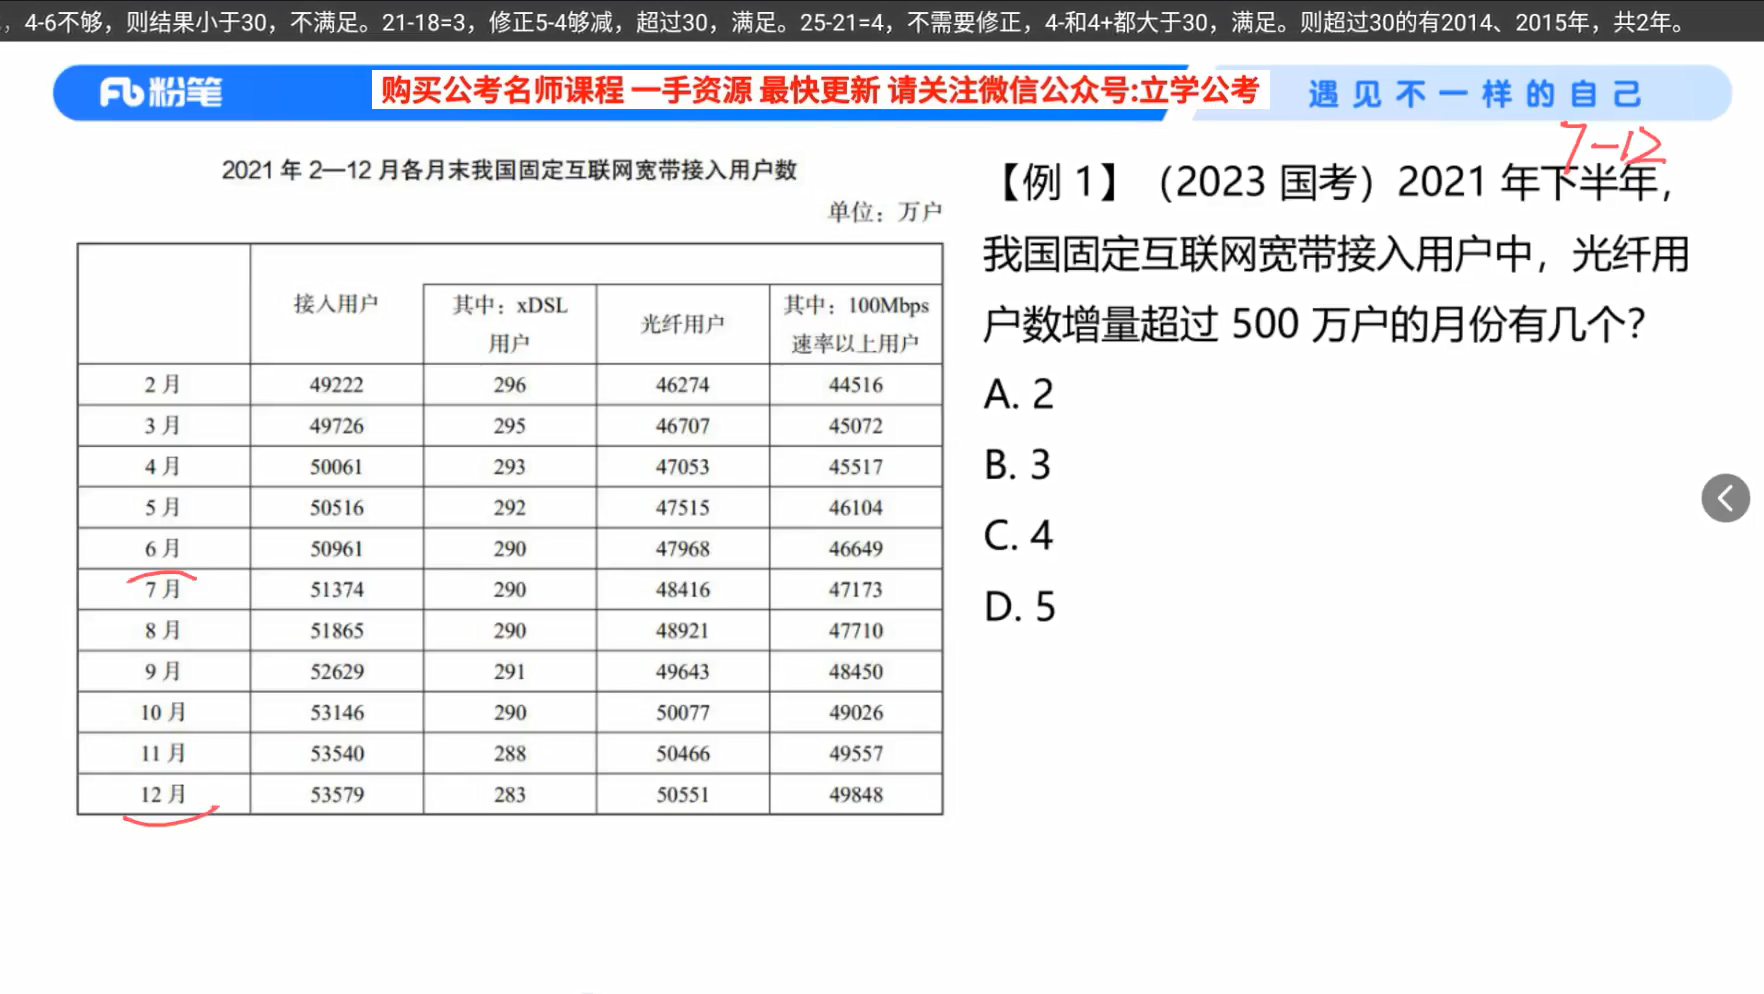 ，4-6不够，则结果小于30，不满足。21-18=3，修正5-4够减，超过30，满足。25-21=4，不需要修正，4-和4+都大于30，满足。则超过30的有2014、2015年，共2年。
粉笔
购买公考名师课程 一手资源 最快更新 请关注微信公众号:立学公考
遇见不一样的自己
7-12
2021 年 2—12 月各月末我国固定互联网宽带接入用户数
单位：万户
接入用户 其中：xDSL 用户 光纤用户 其中：100Mbps 速率以上用户
2 月 49222 296 46274 44516
3 月 49726 295 46707 45072
4 月 50061 293 47053 45517
5 月 50516 292 47515 46104
6 月 50961 290 47968 46649
7 月 51374 290 48416 47173
8 月 51865 290 48921 47710
9 月 52629 291 49643 48450
10 月 53146 290 50077 49026
11 月 53540 288 50466 49557
12 月 53579 283 50551 49848
【例 1】（2023 国考）2021 年下半年，
我国固定互联网宽带接入用户中，光纤用
户数增量超过 500 万户的月份有几个？
A. 2
B. 3
C. 4
D. 5